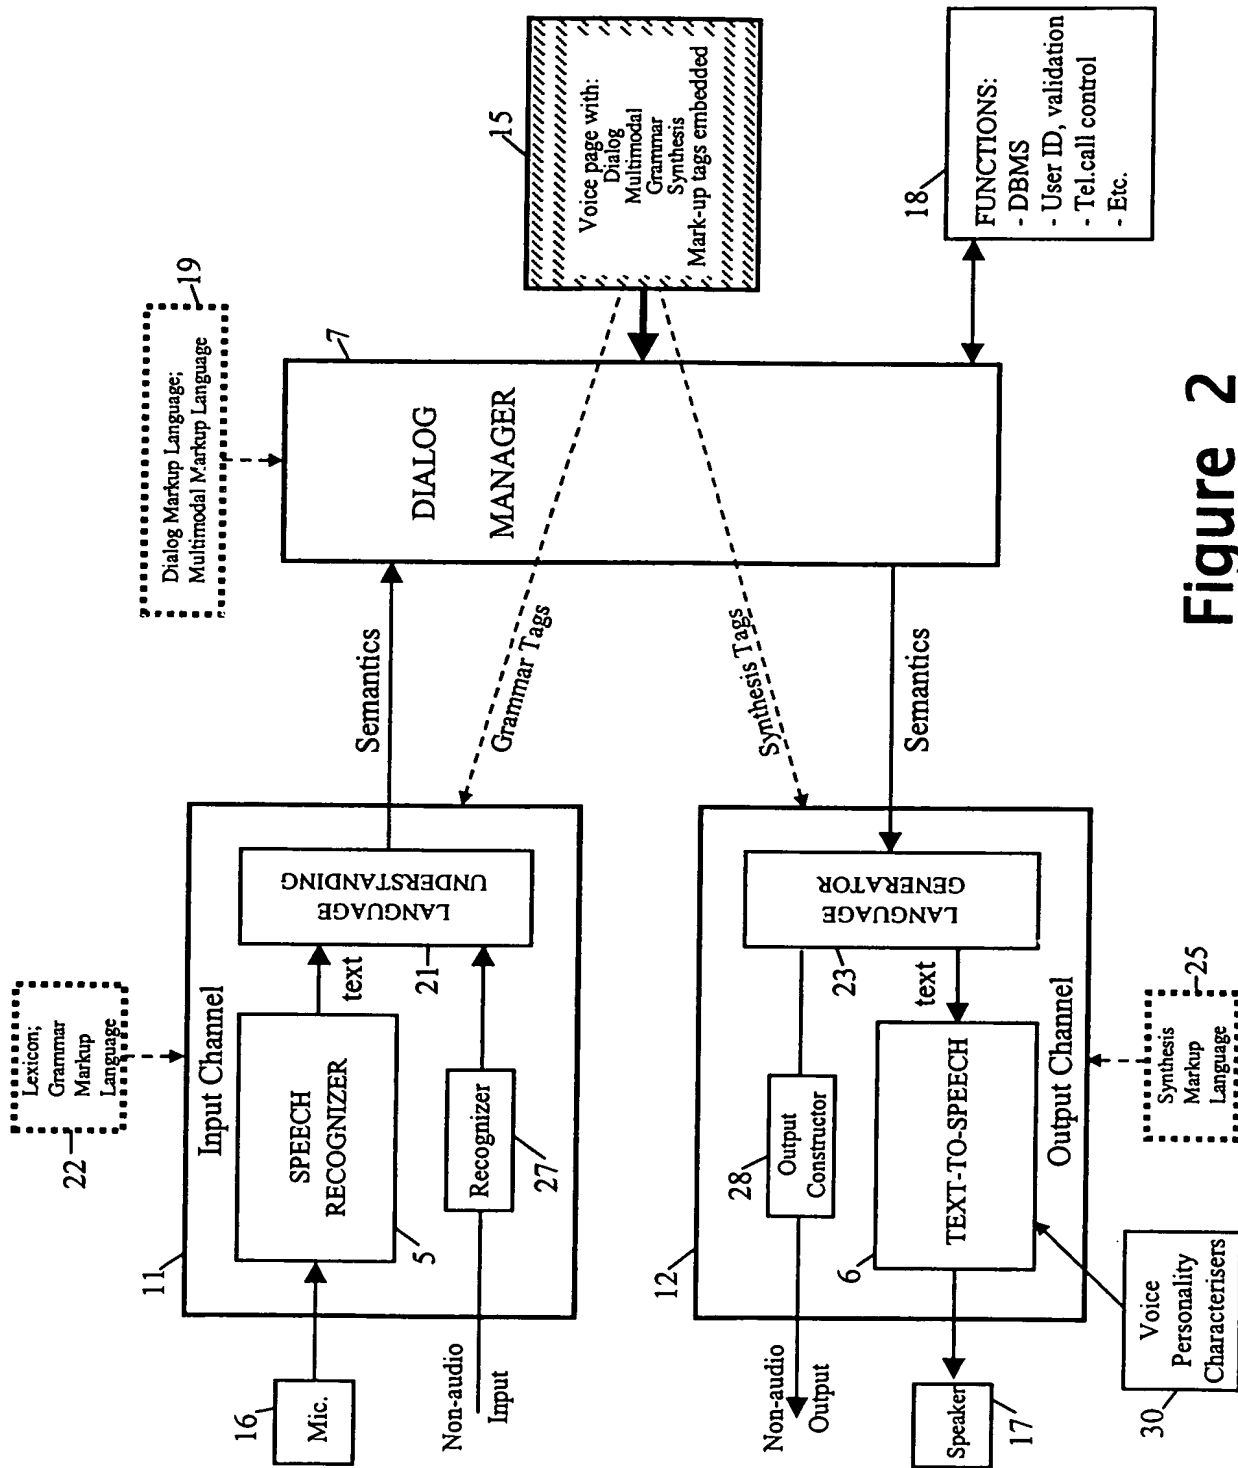 22
Lexicon;
Grammar
Markup
Language
19
Dialog Markup Language;
Multimodal Markup Language
11
Input Channel
16
Mic.
SPEECH
RECOGNIZER
5
text
LANGUAGE
UNDERSTANDING
21
Non-audio
Input
Recognizer
27
Semantics
Grammar Tags
7
DIALOG
MANAGER
15
Voice page with:
Dialog
Multimodal
Grammar
Synthesis
Mark-up tags embedded
12
Non-audio
Output
28
Output
Constructor
LANGUAGE
GENERATOR
23
text
6
TEXT-TO-SPEECH
Output Channel
Speaker
17
Synthesis Tags
Semantics
18
FUNCTIONS:
- DBMS
- User ID, validation
- Tel.call control
- Etc.
30
Voice
Personality
Characterisers
Synthesis
Markup
Language
25
Figure 2